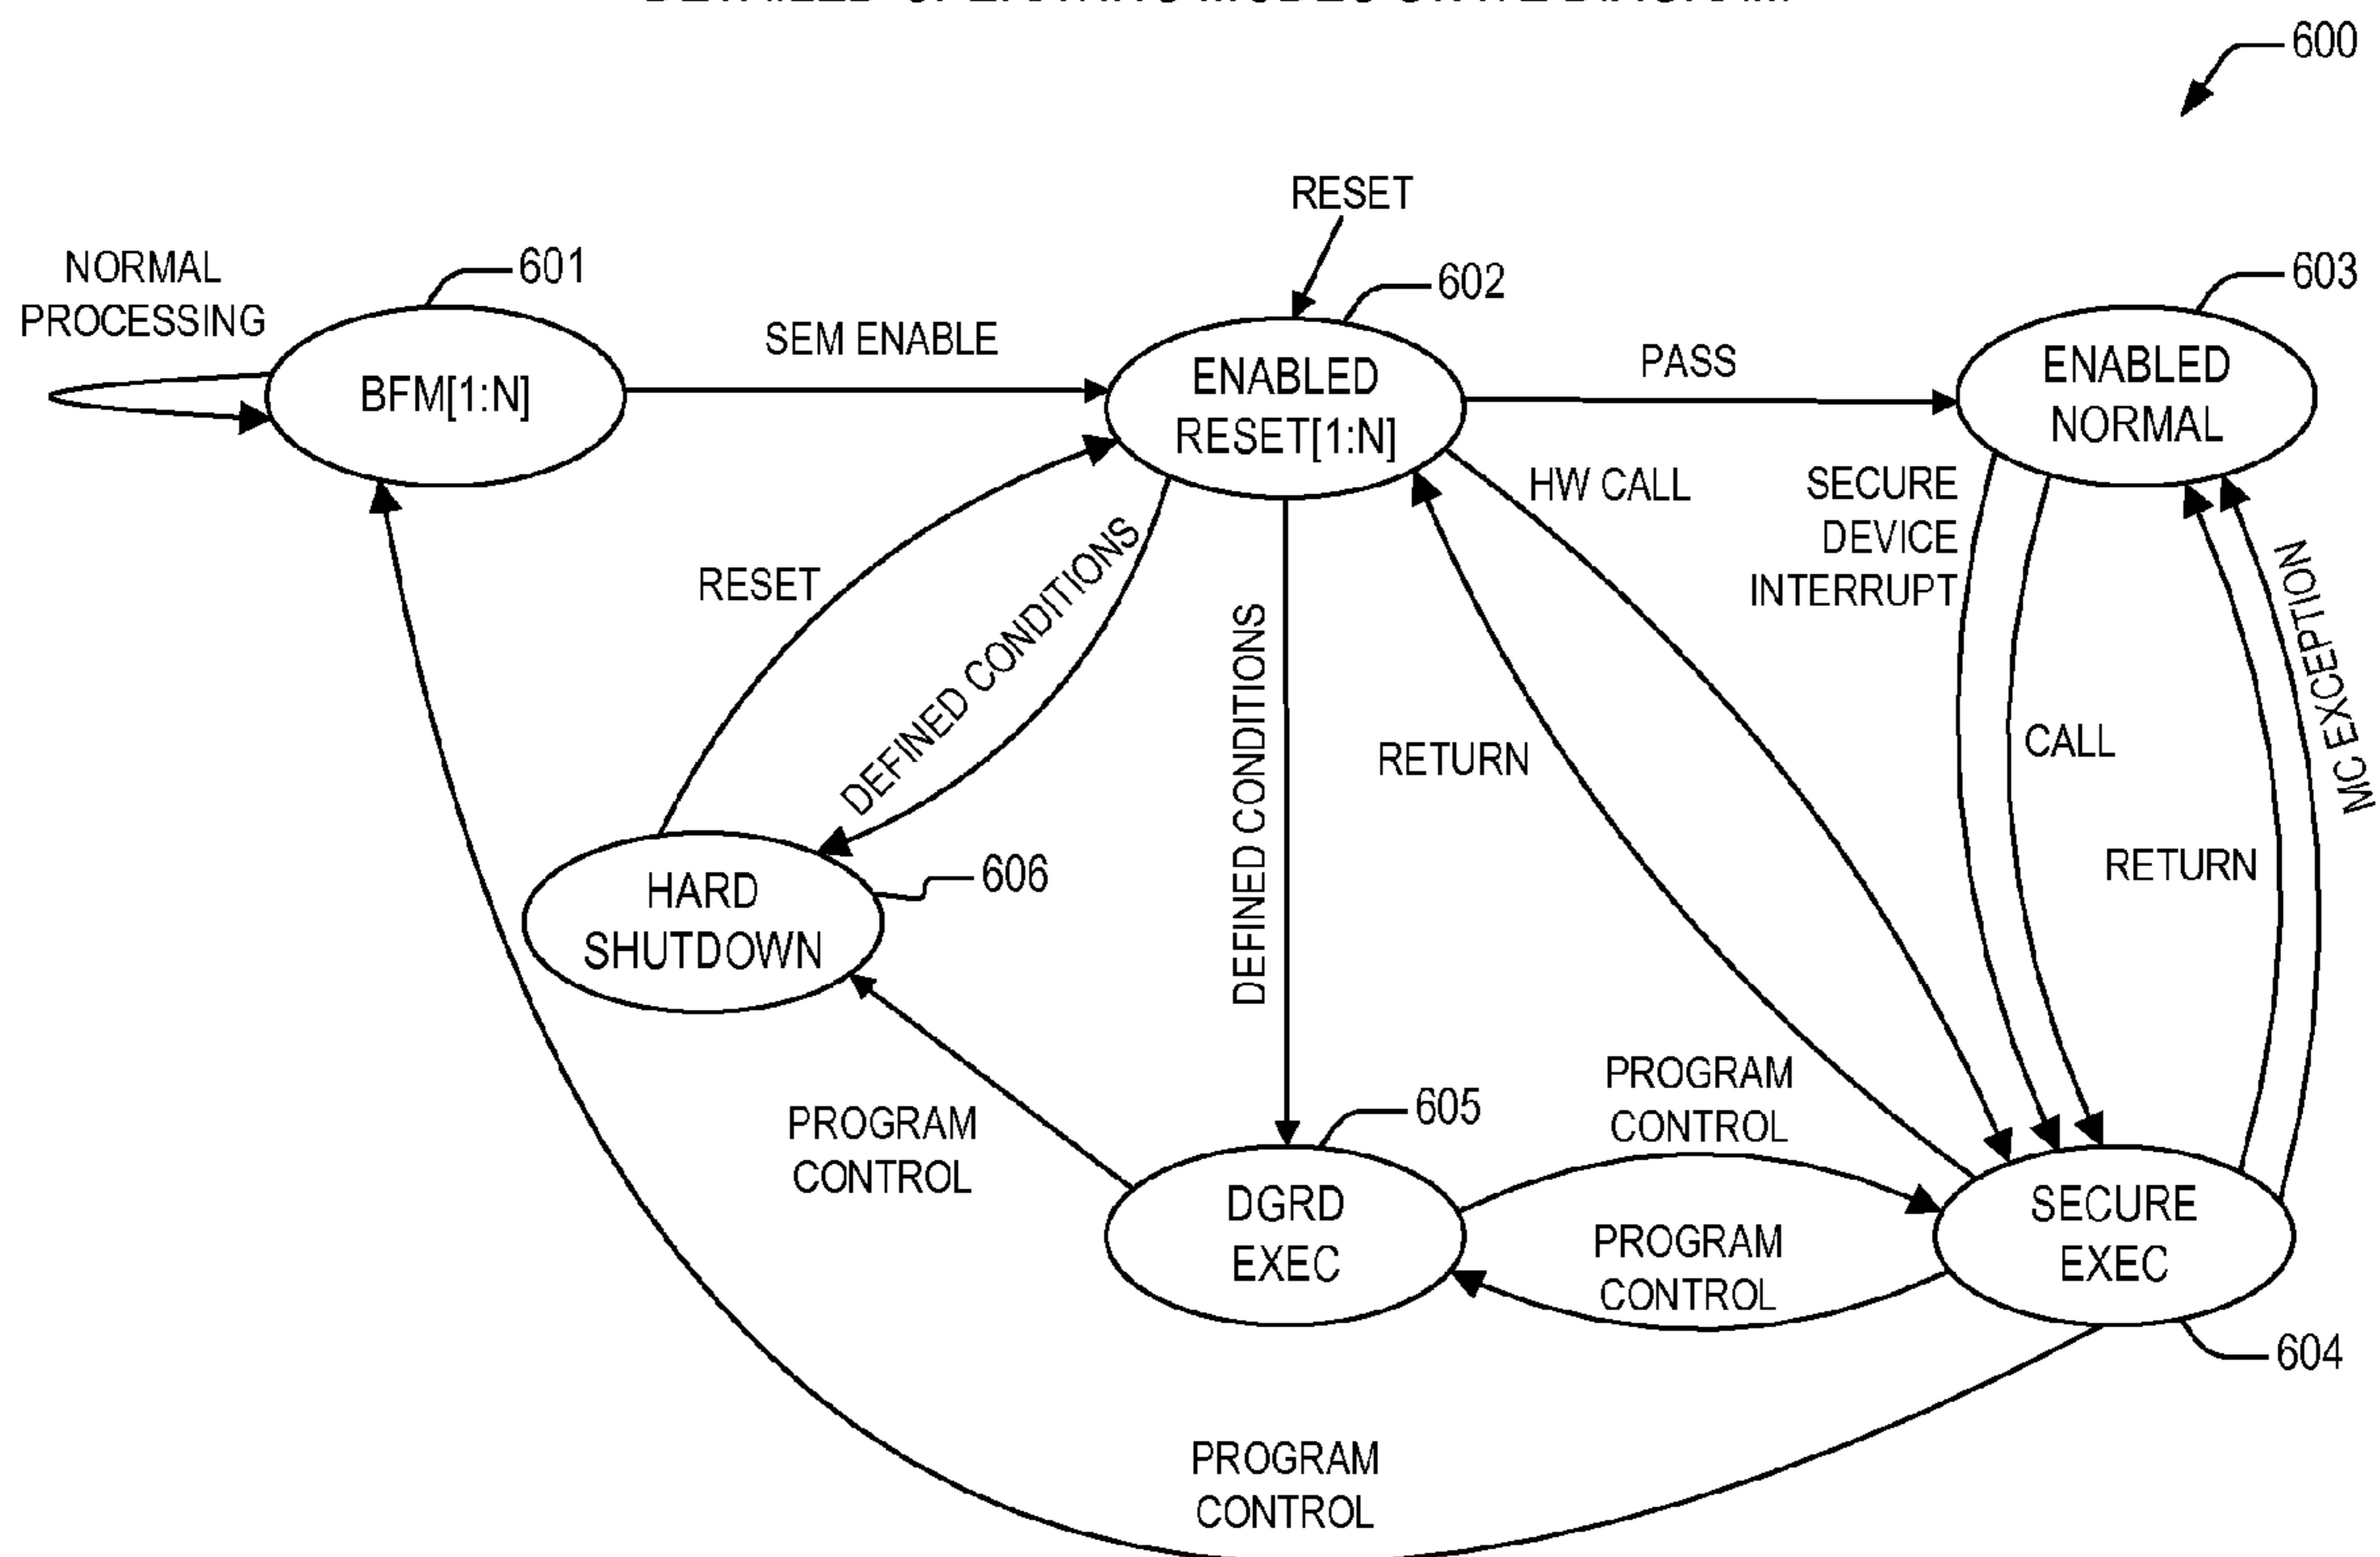 600
RESET
NORMAL
PROCESSING
601
602
603
SEM ENABLE
BFM[1:N]
ENABLED
RESET[1:N]
PASS
ENABLED
NORMAL
HW CALL
SECURE
DEVICE
INTERRUPT
RESET
DEFINED CONDITIONS
DEFINED CONDITIONS
RETURN
CALL
MC EXCEPTION
RETURN
HARD
SHUTDOWN
606
PROGRAM
CONTROL
605
PROGRAM
CONTROL
DGRD
EXEC
PROGRAM
CONTROL
SECURE
EXEC
604
PROGRAM
CONTROL